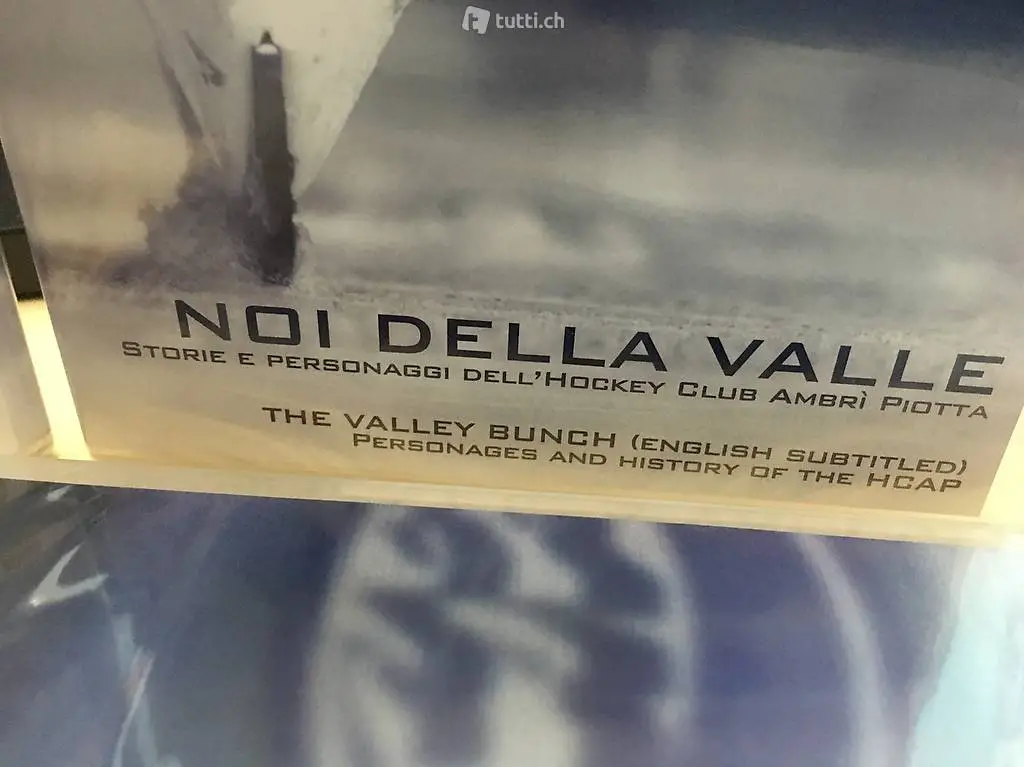 tutti.ch
NOI DELLA VALLE
STORIE E PERSONAGGI DELL'HOCKEY CLUB AMBRÌ PIOTTA
THE VALLEY BUNCH (ENGLISH SUBTITLED)
PERSONAGES AND HISTORY OF THE HCAP